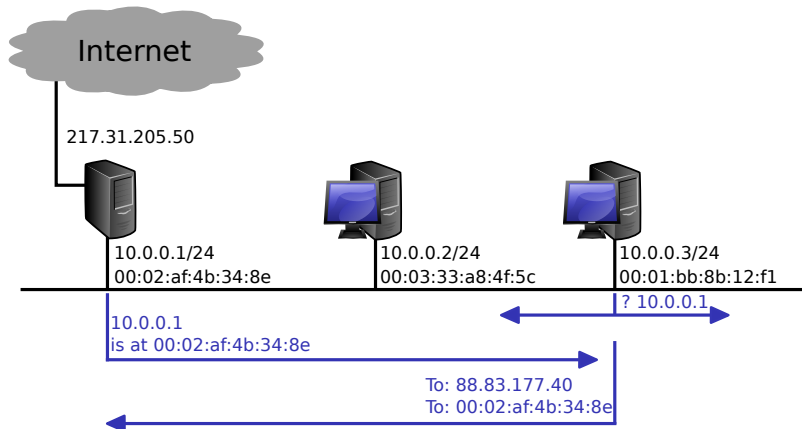 Internet
217.31.205.50
10.0.0.1/24
00:02:af:4b:34:8e
10.0.0.2/24
00:03:33:a8:4f:5c
10.0.0.3/24
00:01:bb:8b:12:f1
? 10.0.0.1
10.0.0.1
is at 00:02:af:4b:34:8e
To: 88.83.177.40
To: 00:02:af:4b:34:8e